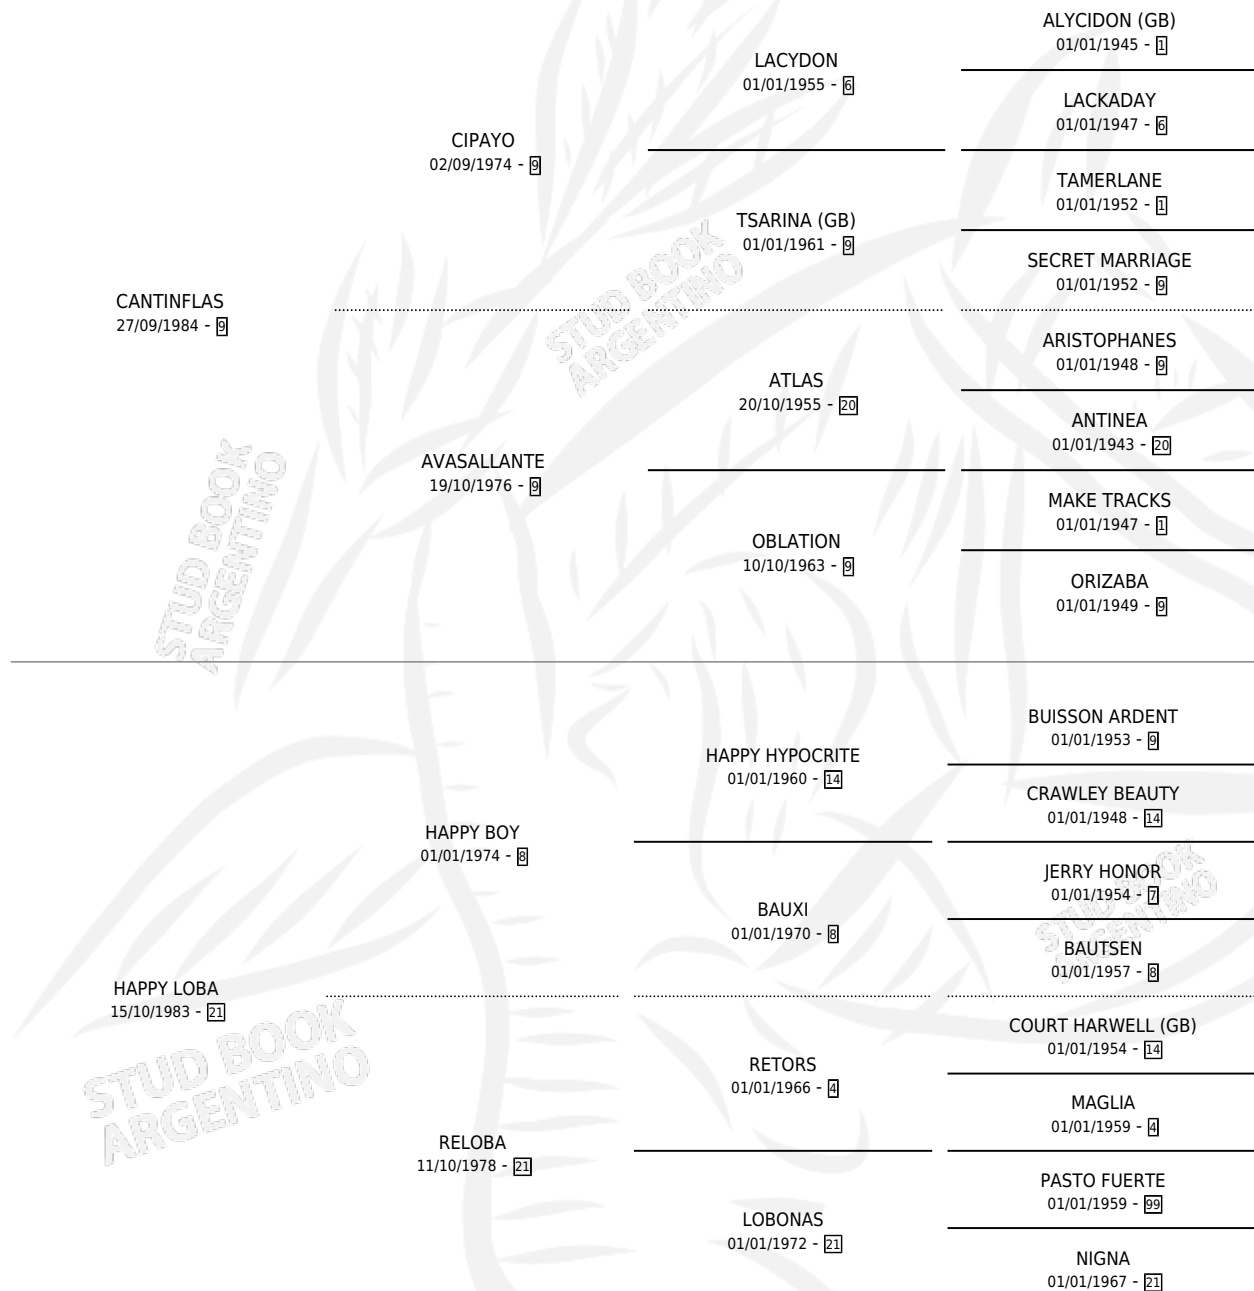 ALYCIDON (GB)
01/01/1945 - 1
LACYDON
01/01/1955 - 6
LACKADAY
01/01/1947 - 6
CIPAYO
02/09/1974 - 9
TAMERLANE
01/01/1952 - 1
TSARINA (GB)
01/01/1961 - 9
SECRET MARRIAGE
01/01/1952 - 9
CANTINFLAS
27/09/1984 - 9
STUD BOOK
ARGENTINO
ARISTOPHANES
01/01/1948 - 9
ATLAS
20/10/1955 - 20
ANTINEA
01/01/1943 - 20
AVASALLANTE
19/10/1976 - 9
MAKE TRACKS
01/01/1947 - 1
OBLATION
10/10/1963 - 9
ORIZABA
01/01/1949 - 9
STUD BOOK
ARGENTINO
BUISSON ARDENT
01/01/1953 - 9
HAPPY HYPOCRITE
01/01/1960 - 14
CRAWLEY BEAUTY
01/01/1948 - 14
HAPPY BOY
01/01/1974 - 8
JERRY HONOR
01/01/1954 - 7
BAUXI
01/01/1970 - 8
STUD BOOK
ARGENTINO
BAUTSEN
01/01/1957 - 8
HAPPY LOBA
15/10/1983 - 21
COURT HARWELL (GB)
01/01/1954 - 14
RETORS
01/01/1966 - 4
STUD BOOK
ARGENTINO
MAGLIA
01/01/1959 - 4
RELOBA
11/10/1978 - 21
PASTO FUERTE
01/01/1959 - 99
LOBONAS
01/01/1972 - 21
NIGNA
01/01/1967 - 21